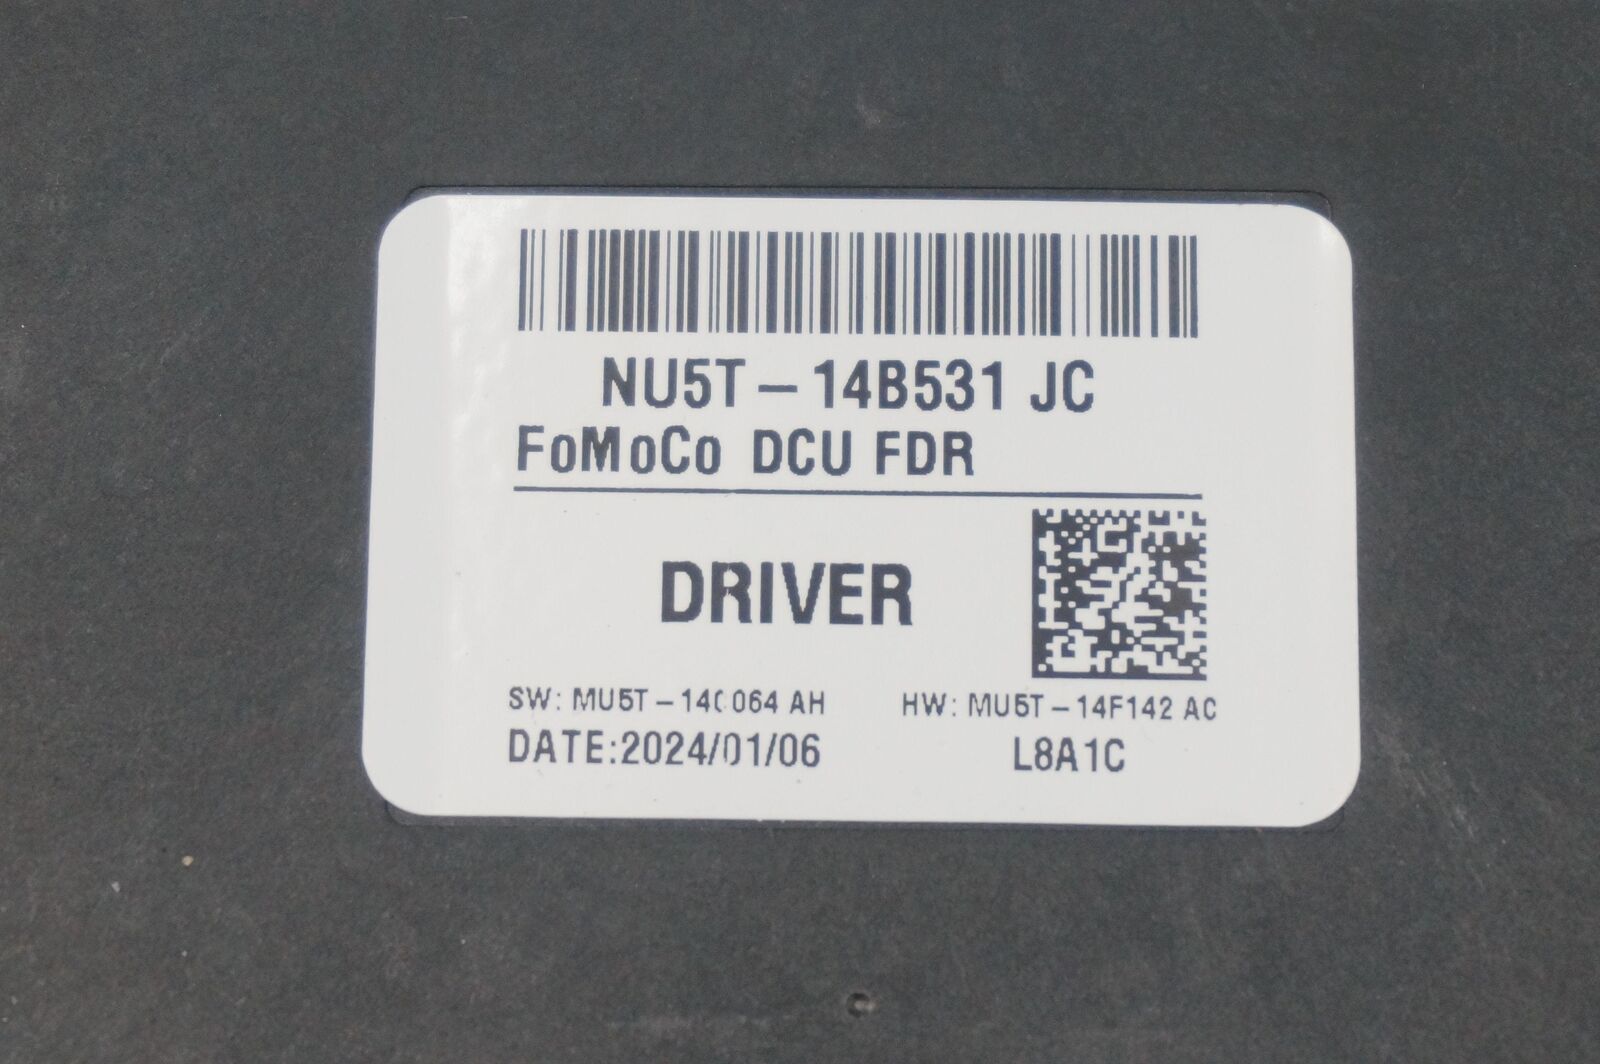 NU5T-14B531 JC
FoMoCo DCU FDR
DRIVER
SW: MU5T-14C064 AH
HW: MU5T-14F142 AC
DATE:2024/01/06
L8A1C